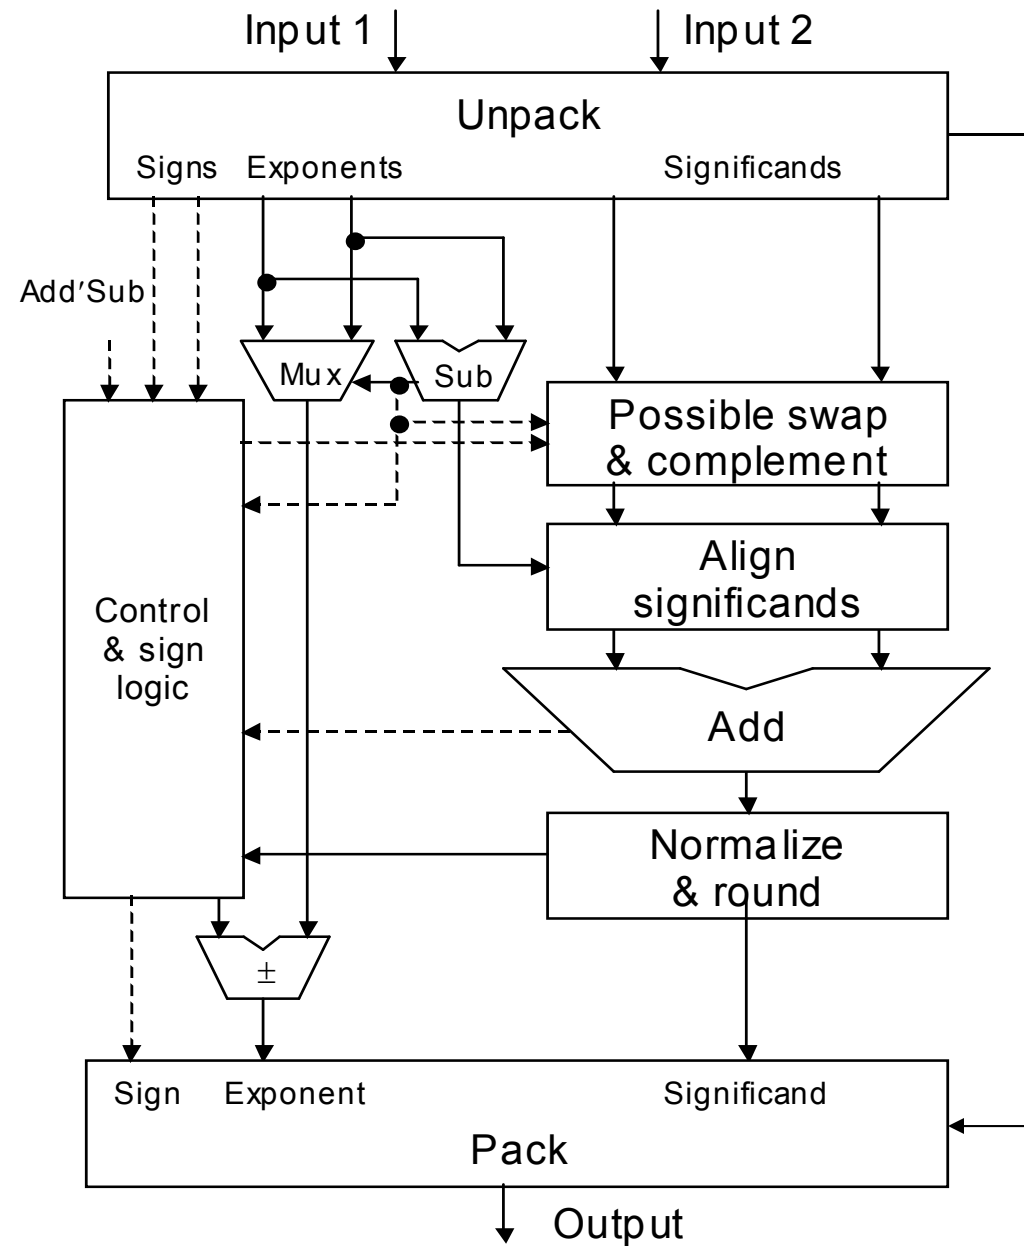 Input 1
Input 2
Unpack
Signs
Exponents
Significands
Add′Sub
Mux
Sub
Possible swap
& complement
Align
significands
Control
& sign
logic
Add
Normalize
& round
±
Sign
Exponent
Significand
Pack
Output